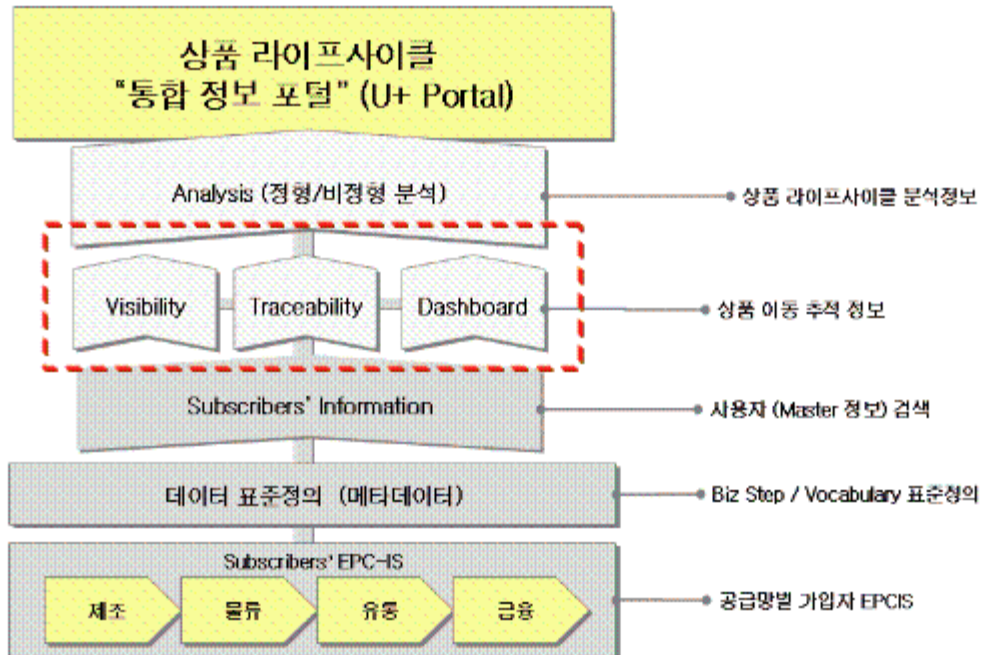 상품 라이프사이클
“통합 정보 포털” (U+ Portal)
Analysis (정형/비정형 분석)
상품 라이프사이클 분석정보
Visibility
Traceability
Dashboard
상품 이동 추적 정보
Subscribers’ Information
사용자 (Master 정보) 검색
데이터 표준정의 (메타데이터)
Biz Step / Vocabulary 표준정의
Subscribers’ EPC-IS
제조
물류
유통
금융
공급망별 가입자 EPCIS